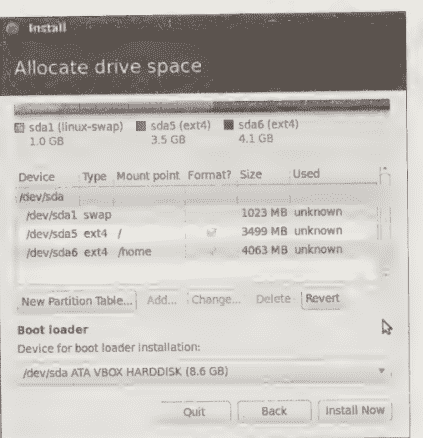 Install
Allocate drive space
sda1 (linux-swap) sda5 (ext4) sda6 (ext4)
1.0 GB 3.5 GB 4.1 GB
Device Type Mount point Format? Size Used
/dev/sda
/dev/sda1 swap 1023 MB unknown
/dev/sda5 ext4 / 3499 MB unknown
/dev/sda6 ext4 /home 4063 MB unknown
New Partition Table... Add... Change... Delete Revert
Boot loader
Device for boot loader installation:
/dev/sda ATA VBOX HARDDISK (8.6 GB)
Quit Back Install Now